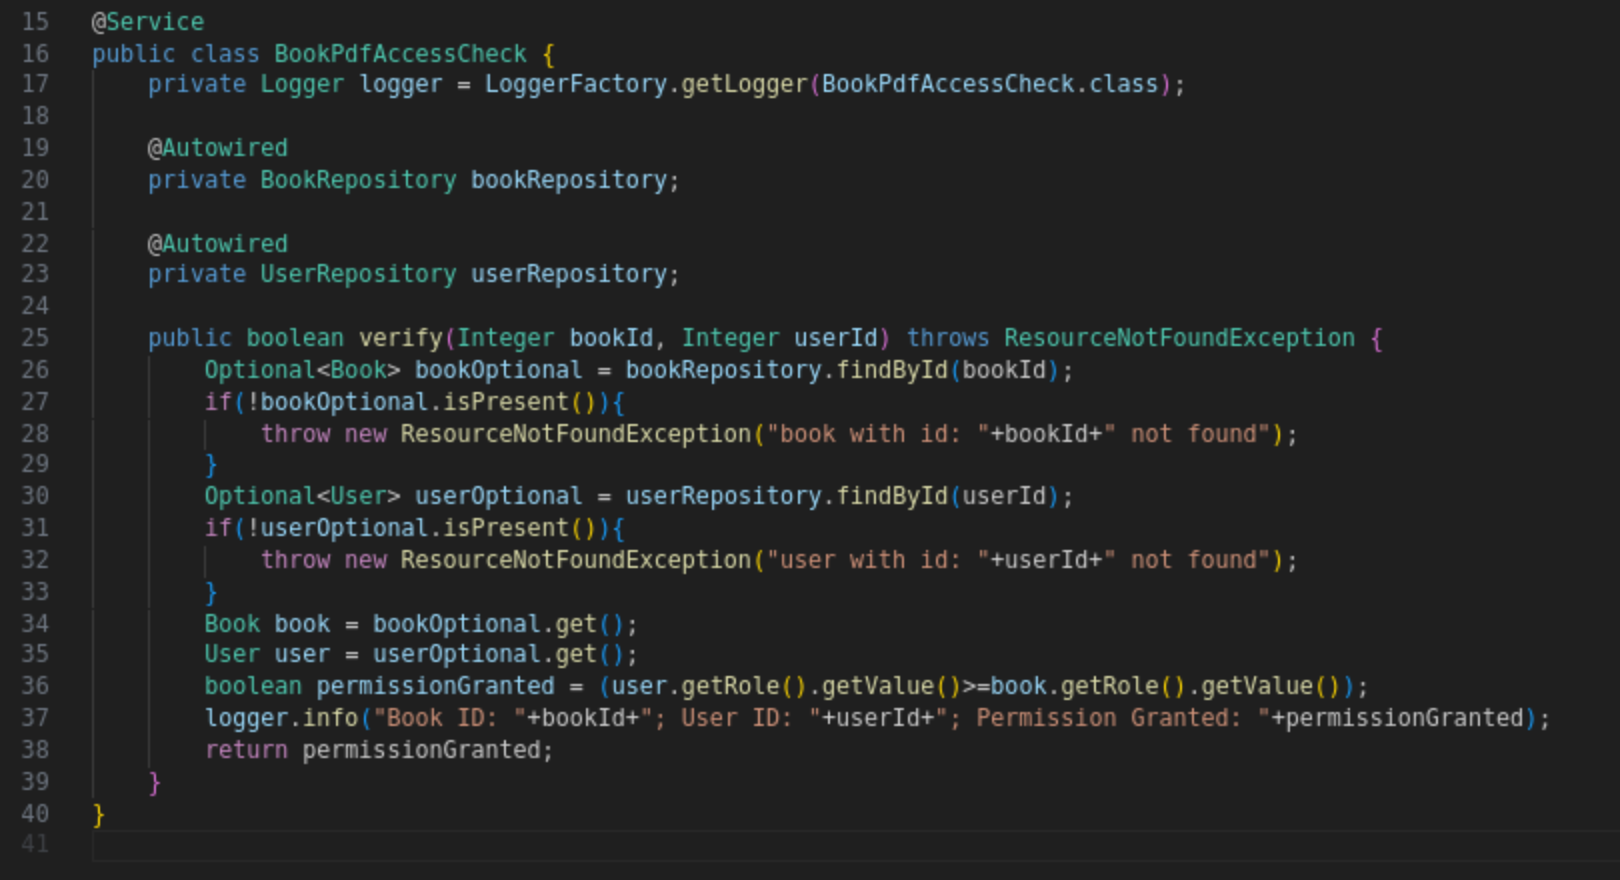 15 @Service
16 public class BookPdfAccessCheck {
17     private Logger logger = LoggerFactory.getLogger(BookPdfAccessCheck.class);
18
19     @Autowired
20     private BookRepository bookRepository;
21
22     @Autowired
23     private UserRepository userRepository;
24
25     public boolean verify(Integer bookId, Integer userId) throws ResourceNotFoundException {
26         Optional<Book> bookOptional = bookRepository.findById(bookId);
27         if(!bookOptional.isPresent()){
28             throw new ResourceNotFoundException("book with id: "+bookId+" not found");
29         }
30         Optional<User> userOptional = userRepository.findById(userId);
31         if(!userOptional.isPresent()){
32             throw new ResourceNotFoundException("user with id: "+userId+" not found");
33         }
34         Book book = bookOptional.get();
35         User user = userOptional.get();
36         boolean permissionGranted = (user.getRole().getValue()>=book.getRole().getValue());
37         logger.info("Book ID: "+bookId+"; User ID: "+userId+"; Permission Granted: "+permissionGranted);
38         return permissionGranted;
39     }
40 }
41